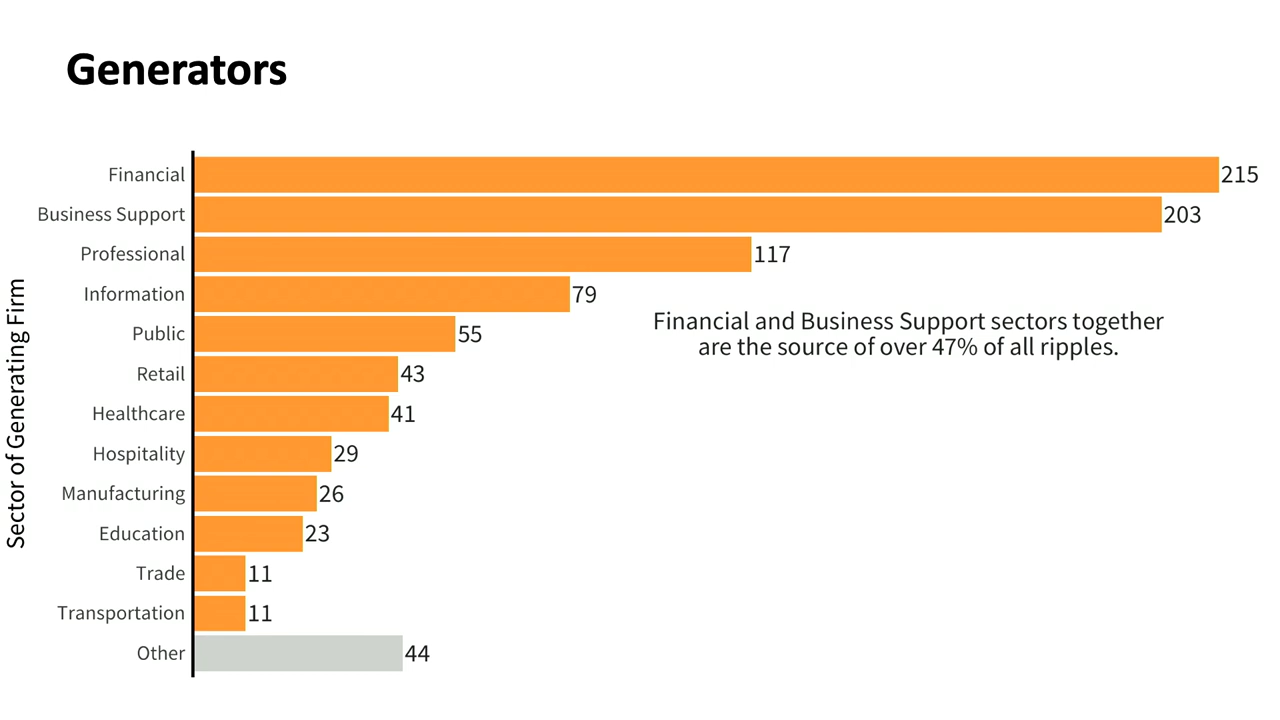 Generators
Sector of Generating Firm
Financial 215
Business Support 203
Professional 117
Information 79
Public 55
Retail 43
Healthcare 41
Hospitality 29
Manufacturing 26
Education 23
Trade 11
Transportation 11
Other 44
Financial and Business Support sectors together
are the source of over 47% of all ripples.